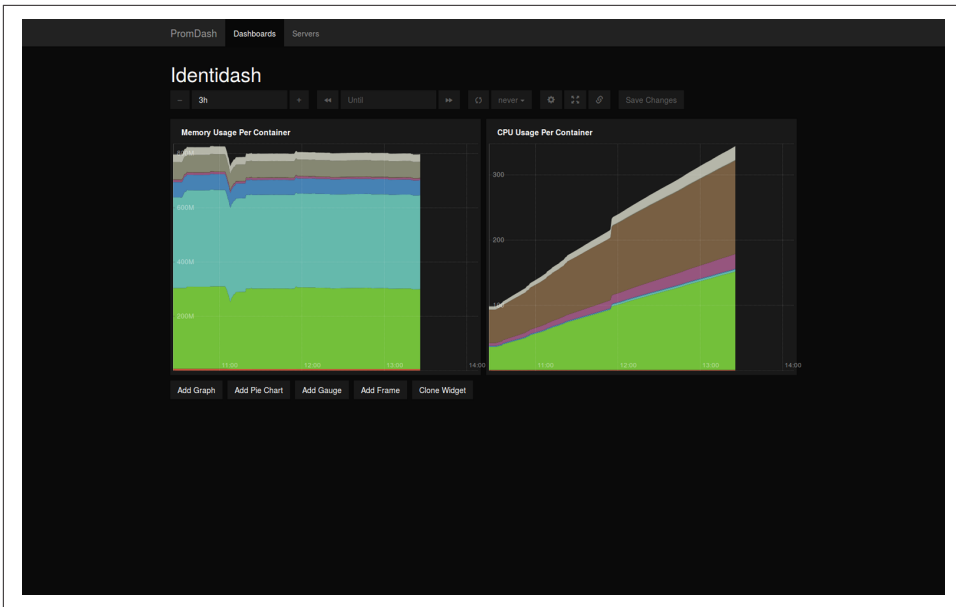 PromDash Dashboards Servers
Identidash
3h Until never Save Changes
Memory Usage Per Container
800M
600M
400M
200M
11:00 12:00 13:00 14:00
CPU Usage Per Container
300
200
100
11:00 12:00 13:00 14:00
Add Graph Add Pie Chart Add Gauge Add Frame Clone Widget